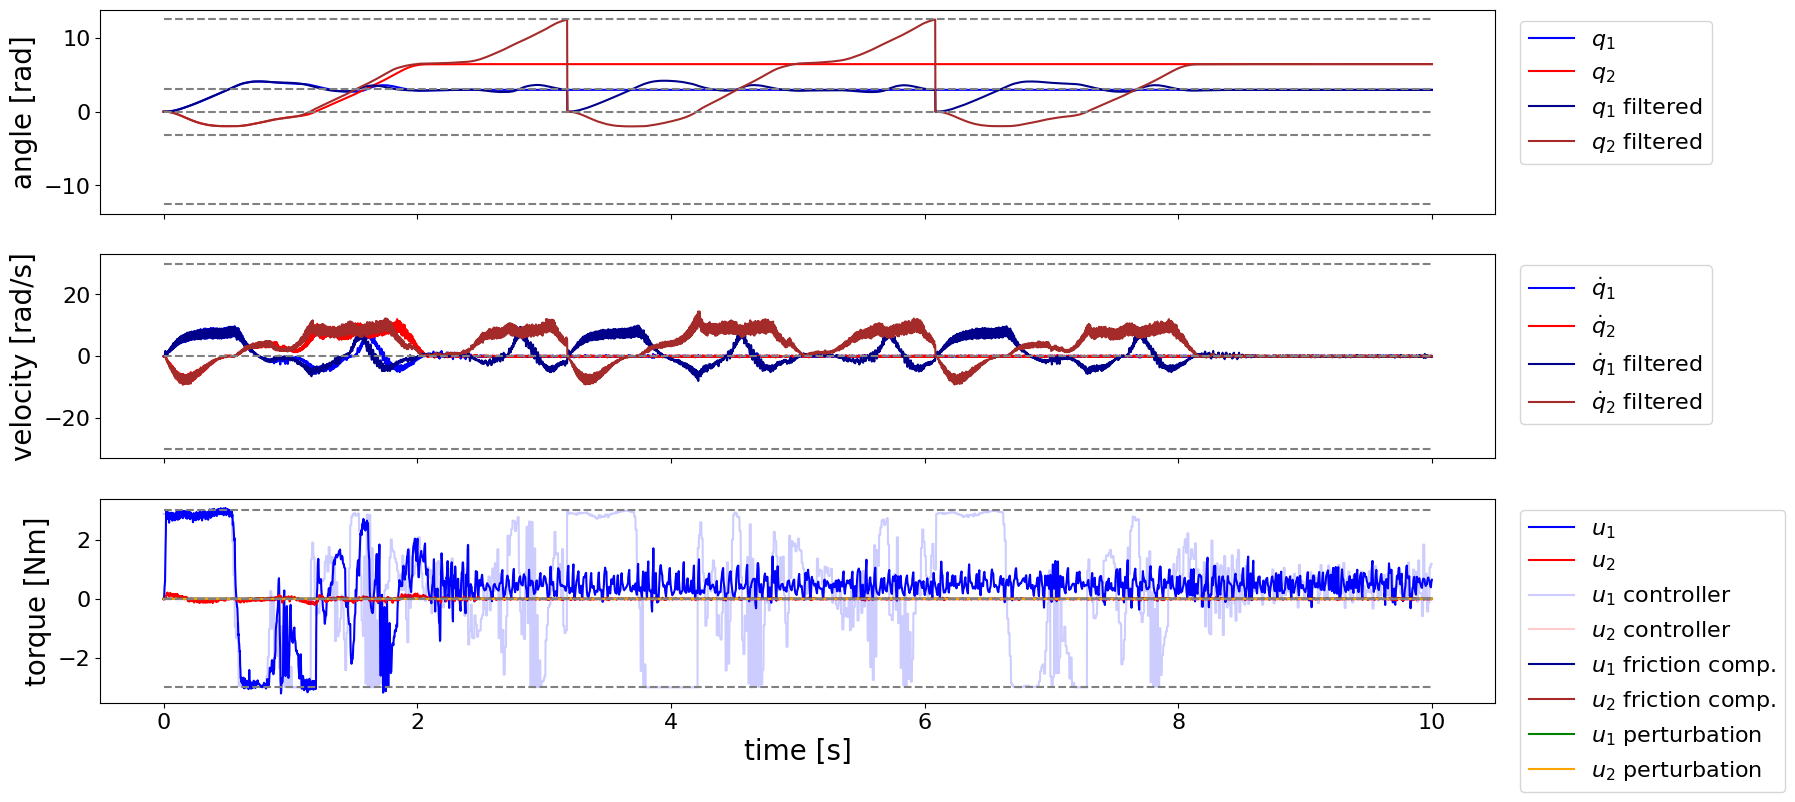 angle [rad]
10
0
−10
q₁
q₂
q₁ filtered
q₂ filtered
velocity [rad/s]
20
0
−20
q̇₁
q̇₂
q̇₁ filtered
q̇₂ filtered
torque [Nm]
2
0
−2
0 2 4 6 8 10
time [s]
u₁
u₂
u₁ controller
u₂ controller
u₁ friction comp.
u₂ friction comp.
u₁ perturbation
u₂ perturbation